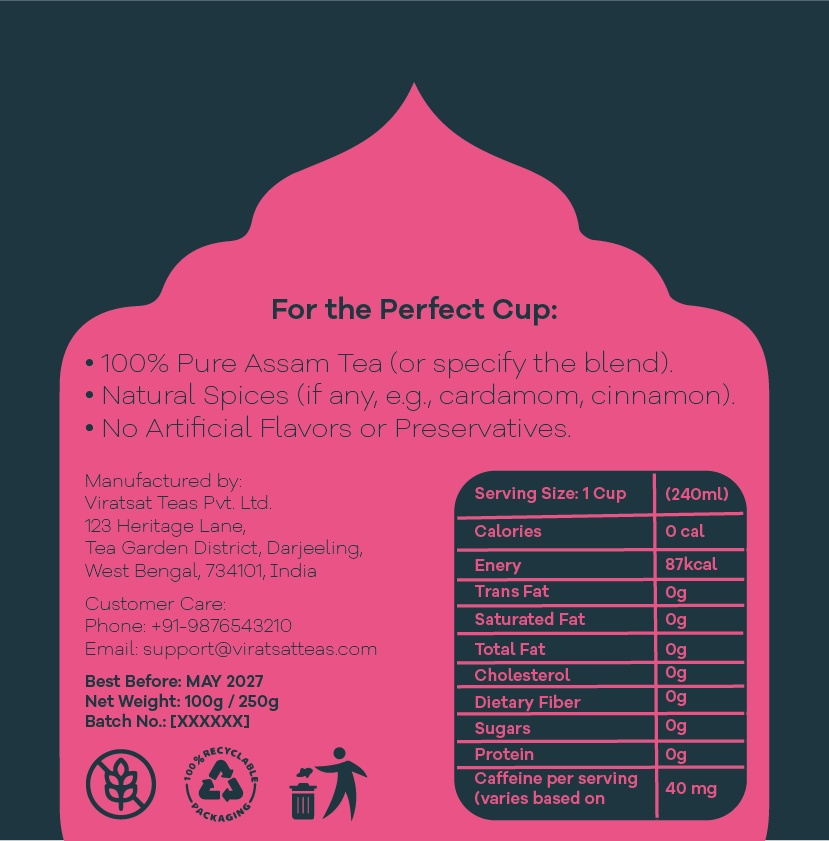 For the Perfect Cup:
• 100% Pure Assam Tea (or specify the blend).
• Natural Spices (if any, e.g., cardamom, cinnamon).
• No Artificial Flavors or Preservatives.
Manufactured by:
Viratsat Teas Pvt. Ltd.
123 Heritage Lane,
Tea Garden District, Darjeeling,
West Bengal, 734101, India
Customer Care:
Phone: +91-9876543210
Email: support@viratsatteas.com
Best Before: MAY 2027
Net Weight: 100g / 250g
Batch No.: [XXXXXX]
100% RECYCLABLE
PACKAGING
Serving Size: 1 Cup (240ml)
Calories 0 cal
Enery 87kcal
Trans Fat 0g
Saturated Fat 0g
Total Fat 0g
Cholesterol 0g
Dietary Fiber 0g
Sugars 0g
Protein 0g
Caffeine per serving
(varies based on 40 mg